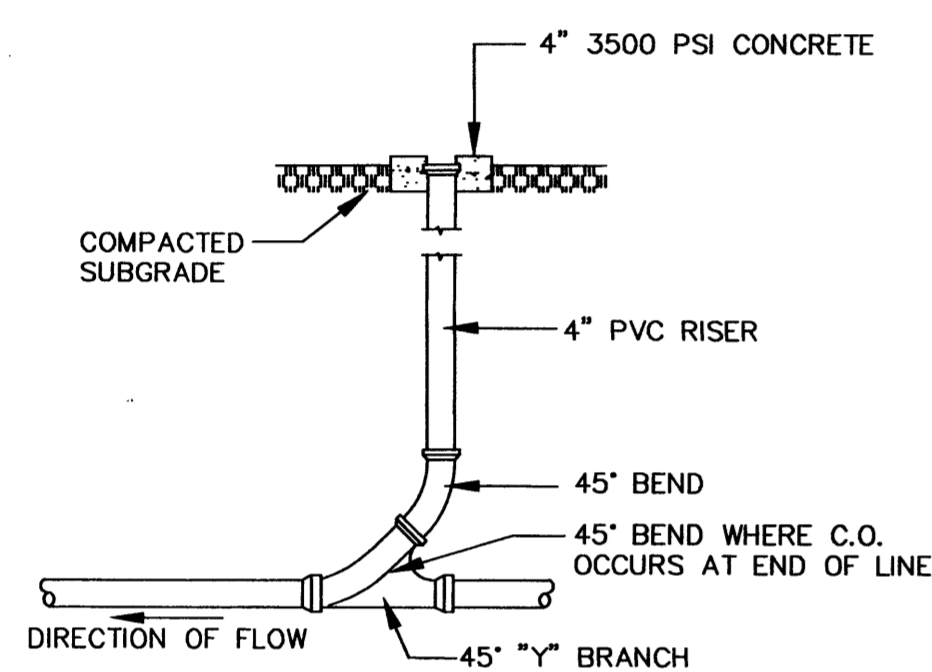 4" 3500 PSI CONCRETE
COMPACTED
SUBGRADE
4" PVC RISER
45° BEND
45° BEND WHERE C.O.
OCCURS AT END OF LINE
DIRECTION OF FLOW
45° "Y" BRANCH